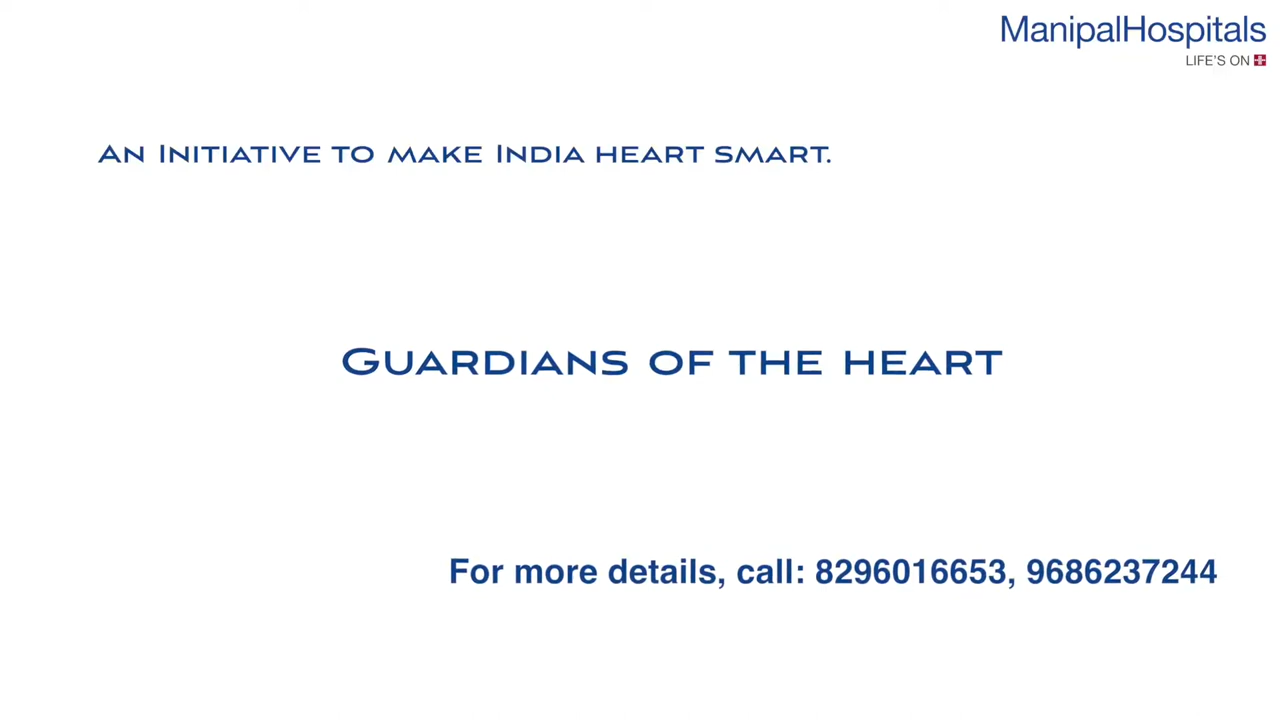 ManipalHospitals
LIFE'S ON
An Initiative to make India heart smart.
Guardians of the heart
For more details, call: 8296016653, 9686237244